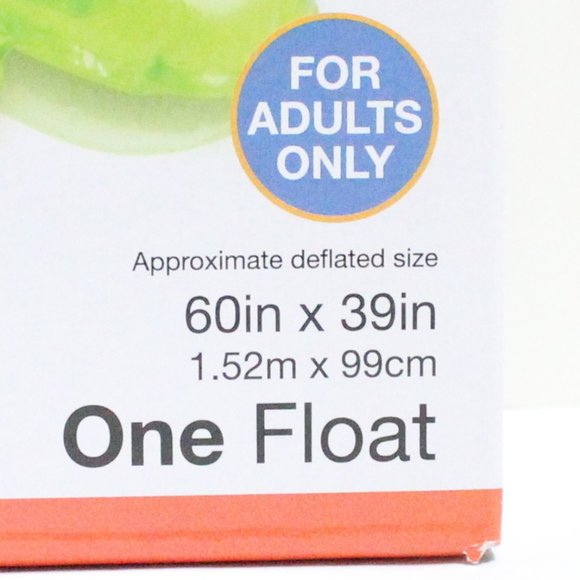 FOR
ADULTS
ONLY
Approximate deflated size
60in x 39in
1.52m x 99cm
One Float